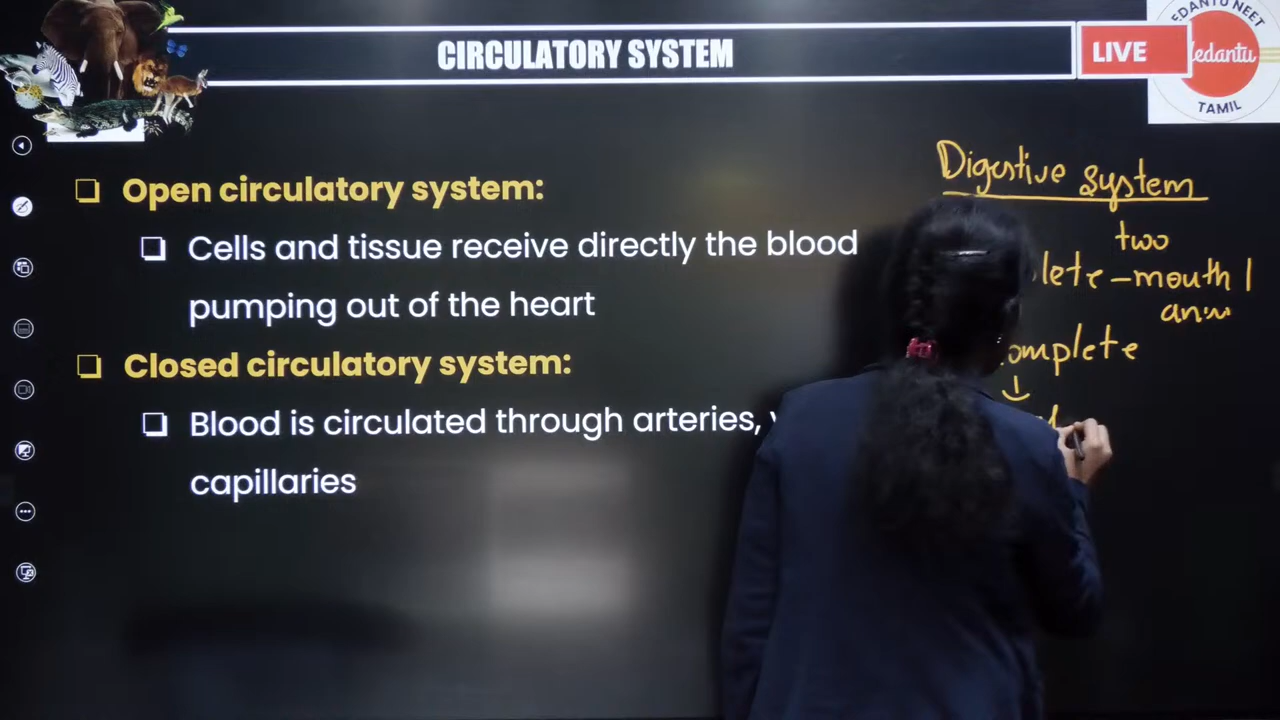 CIRCULATORY SYSTEM
LIVE
VEDANTU NEET
Vedantu
TAMIL
Open circulatory system:
Cells and tissue receive directly the blood
pumping out of the heart
Closed circulatory system:
Blood is circulated through arteries,
capillaries
Digestive system
two
lete – mouth |
omplete